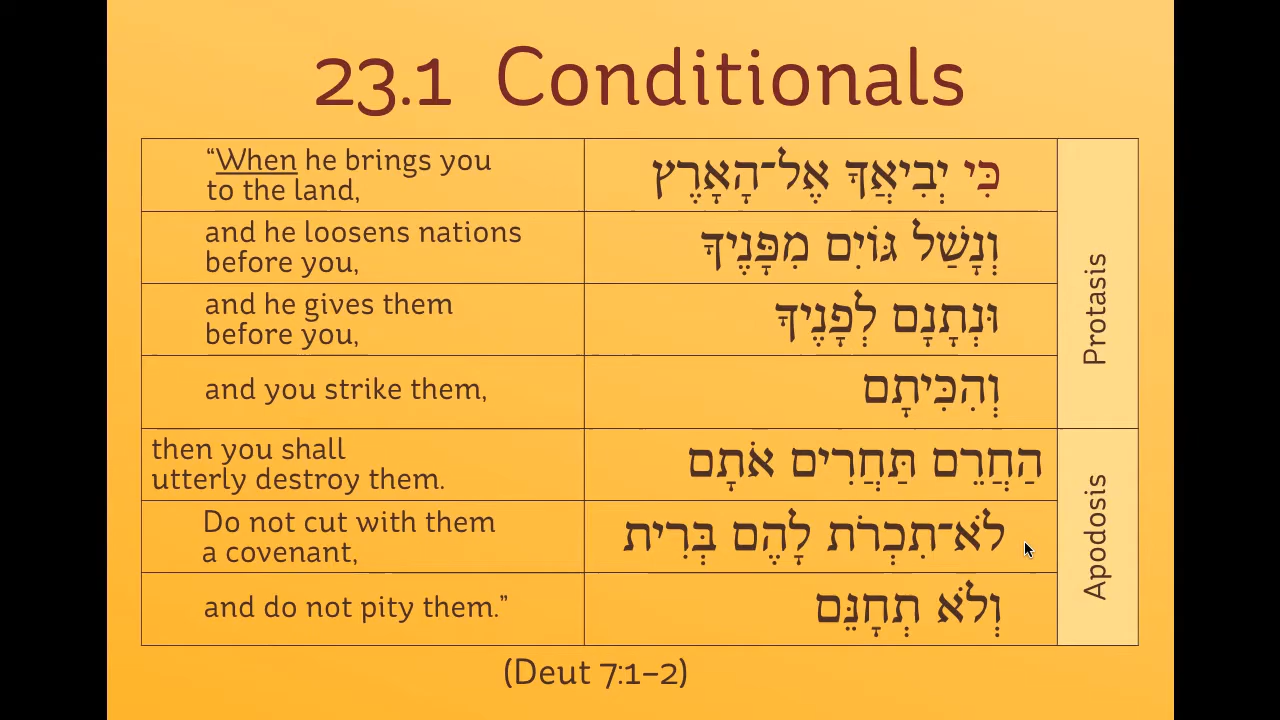 23.1 Conditionals
“When he brings you
to the land,
כִּי יְבִיאֲךָ אֶל־הָאָרֶץ
and he loosens nations
before you,
וְנָשַׁל גּוֹיִם מִפָּנֶיךָ
and he gives them
before you,
וּנְתָנָם לְפָנֶיךָ
and you strike them,
וְהִכִּיתָם
Protasis
then you shall
utterly destroy them.
הַחֲרֵם תַּחֲרִים אֹתָם
Do not cut with them
a covenant,
לֹא־תִכְרֹת לָהֶם בְּרִית
and do not pity them.”
וְלֹא תְחָנֵּם
Apodosis
(Deut 7:1–2)